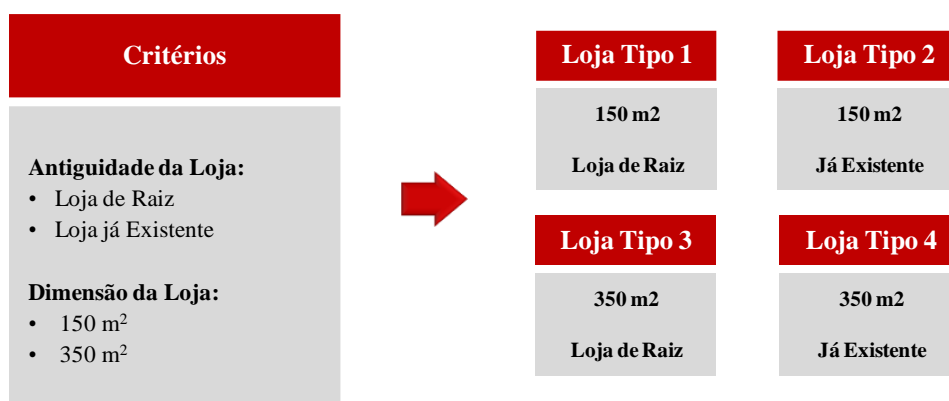 Critérios
Antiguidade da Loja:
• Loja de Raiz
• Loja já Existente
Dimensão da Loja:
• 150 m²
• 350 m²
Loja Tipo 1
150 m2
Loja de Raiz
Loja Tipo 2
150 m2
Já Existente
Loja Tipo 3
350 m2
Loja de Raiz
Loja Tipo 4
350 m2
Já Existente